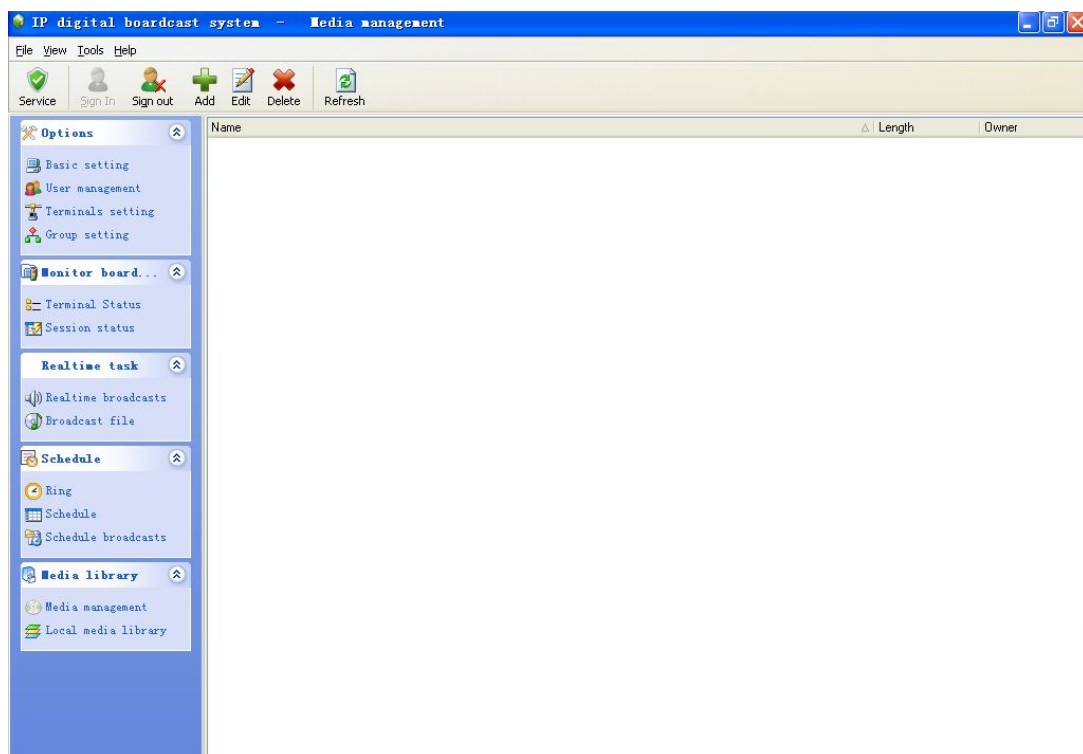 IP digital boardcast system - Media management
File View Tools Help
Service Sign In Sign out Add Edit Delete Refresh
Options
Basic setting
User management
Terminals setting
Group setting
Monitor board...
Terminal Status
Session status
Realtime task
Realtime broadcasts
Broadcast file
Schedule
Ring
Schedule
Schedule broadcasts
Media library
Media management
Local media library
Name Length Owner